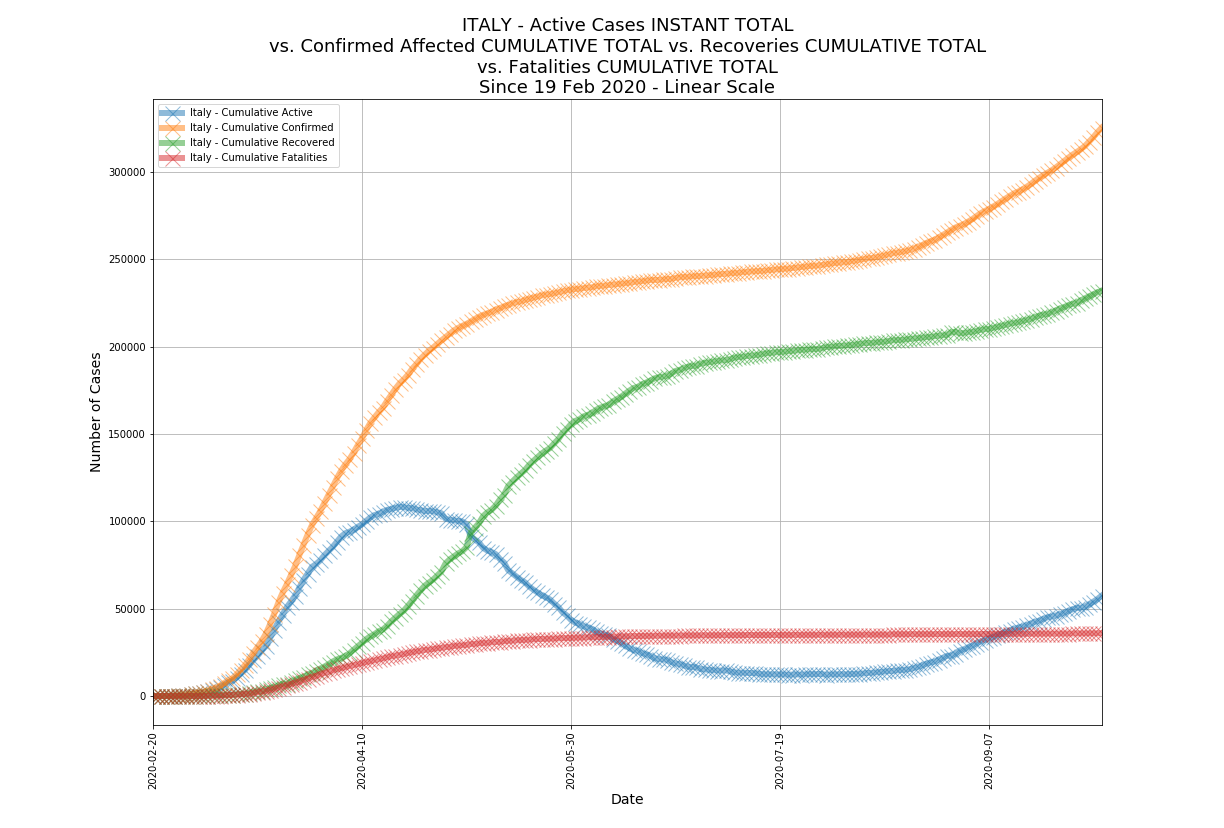 ITALY - Active Cases INSTANT TOTAL
vs. Confirmed Affected CUMULATIVE TOTAL vs. Recoveries CUMULATIVE TOTAL
vs. Fatalities CUMULATIVE TOTAL
Since 19 Feb 2020 - Linear Scale
Italy - Cumulative Active
Italy - Cumulative Confirmed
Italy - Cumulative Recovered
Italy - Cumulative Fatalities
Number of Cases
300000
250000
200000
150000
100000
50000
0
2020-02-20
2020-04-10
2020-05-30
2020-07-19
2020-09-07
Date